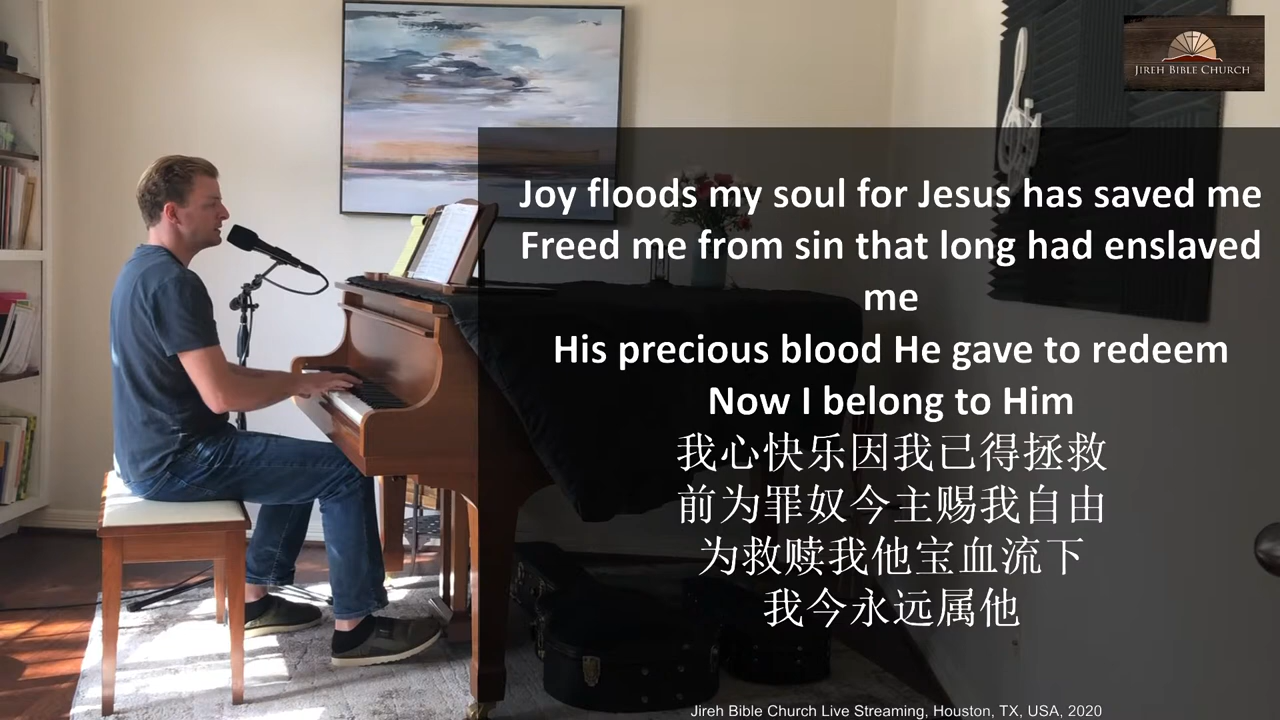 JIREH BIBLE CHURCH
Joy floods my soul for Jesus has saved me
Freed me from sin that long had enslaved
me
His precious blood He gave to redeem
Now I belong to Him
我心快乐因我已得拯救
前为罪奴今主赐我自由
为救赎我他宝血流下
我今永远属他
Jireh Bible Church Live Streaming, Houston, TX, USA, 2020